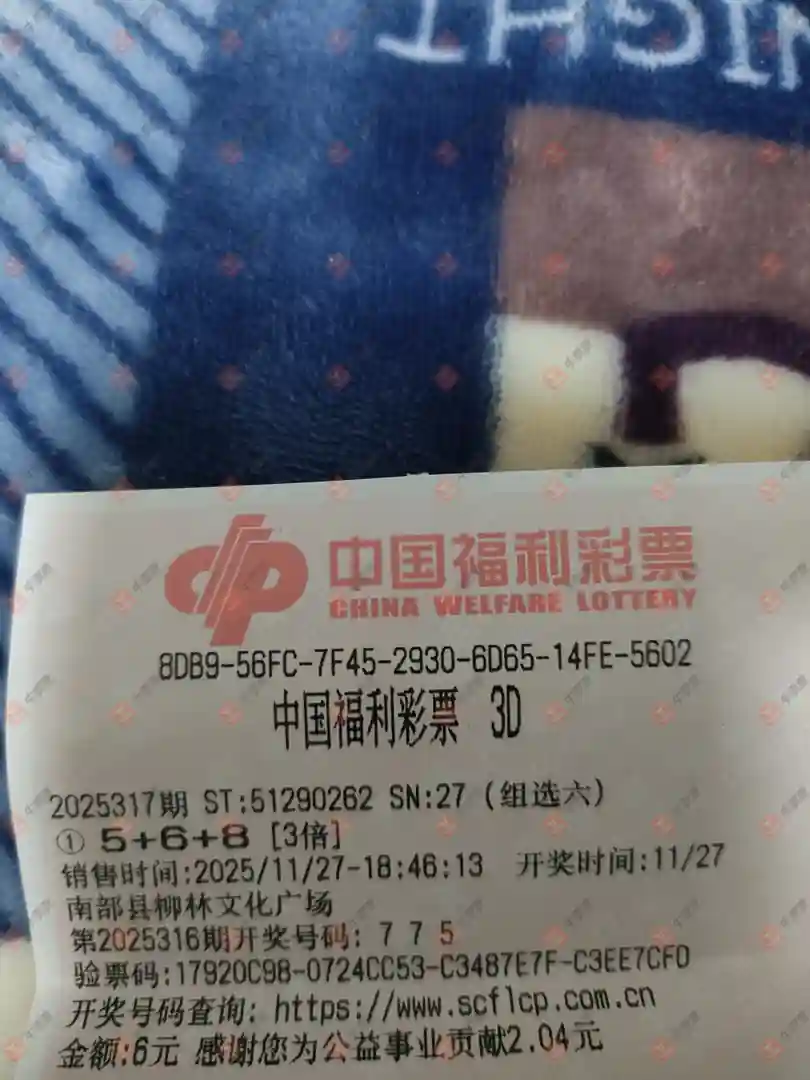 NIGHT
中国福利彩票
CHINA WELFARE LOTTERY
8DB9-56FC-7F45-2930-6D65-14FE-5602
中国福利彩票 3D
2025317期 ST:51290262 SN:27 (组选六)
① 5+6+8 [3倍]
销售时间:2025/11/27-18:46:13 开奖时间:11/27
南部县柳林文化广场
第2025316期开奖号码: 7 7 5
验票码:17920C98-0724CC53-C3487E7F-C3EE7CFD
开奖号码查询: https://www.scflcp.com.cn
金额:6元 感谢您为公益事业贡献2.04元